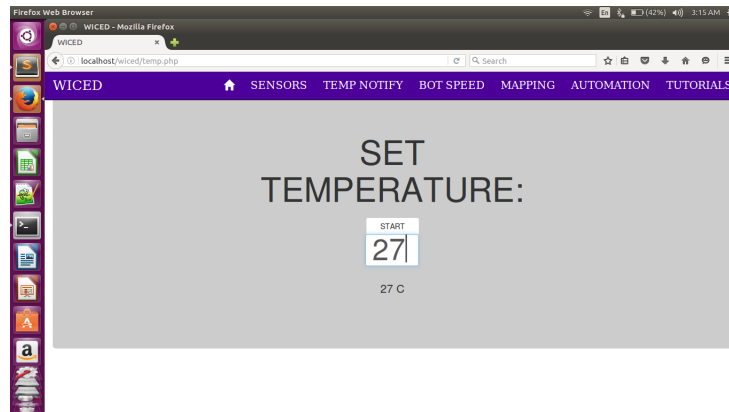 Firefox Web Browser
En
(42%)
3:15 AM
WICED - Mozilla Firefox
WICED
localhost/wiced/temp.php
Search
WICED SENSORS TEMP NOTIFY BOT SPEED MAPPING AUTOMATION TUTORIALS
SET
TEMPERATURE:
START
27
27 C